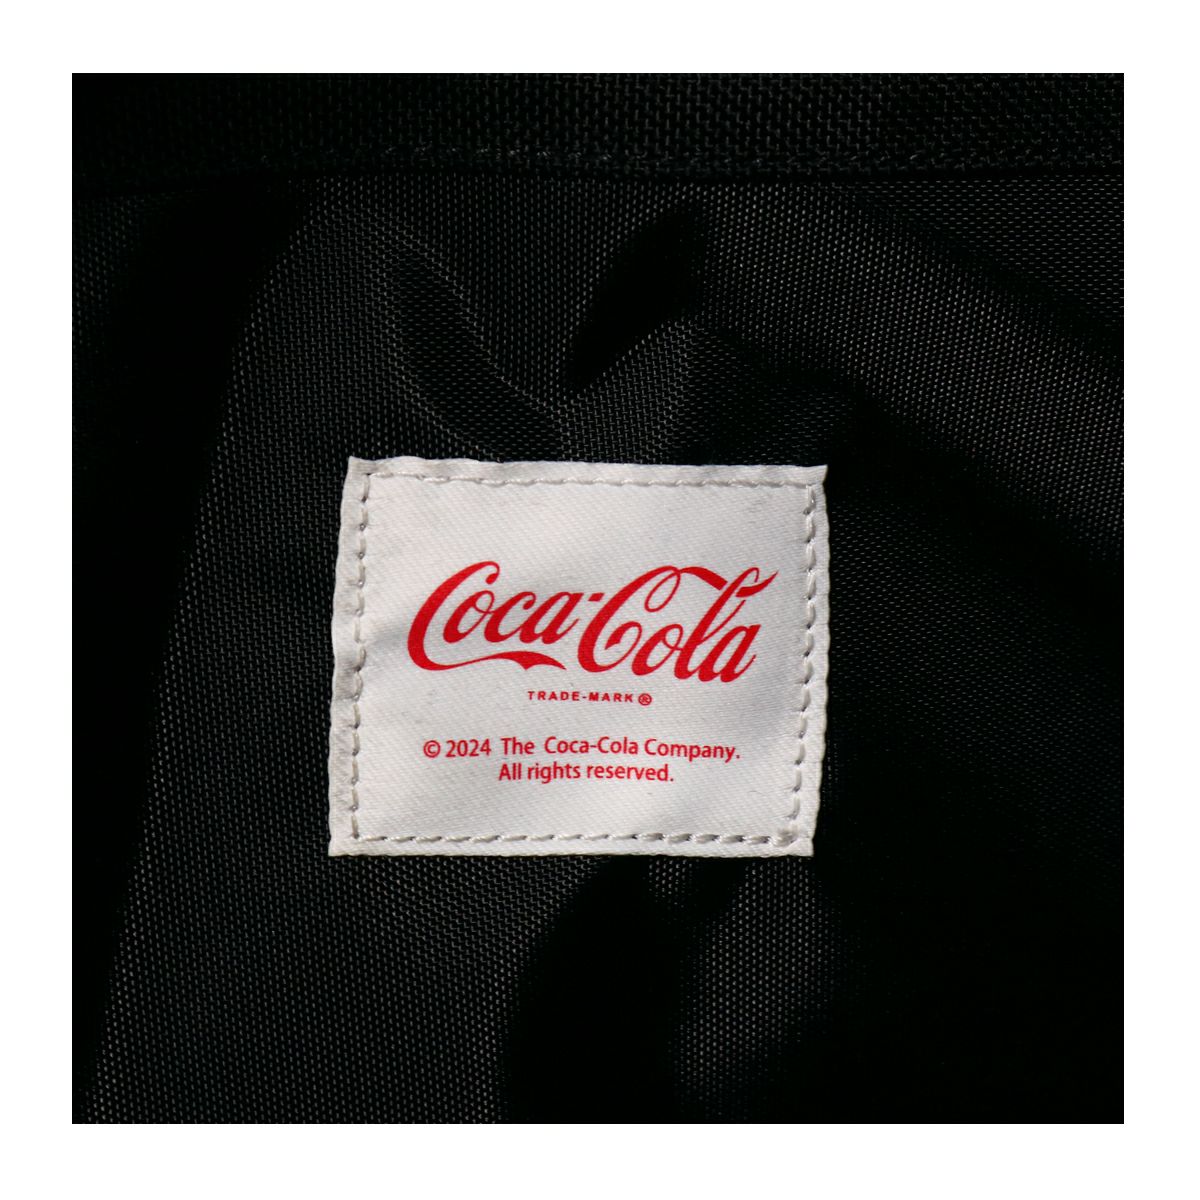 Coca-Cola
TRADE-MARK ®
© 2024 The Coca-Cola Company.
All rights reserved.